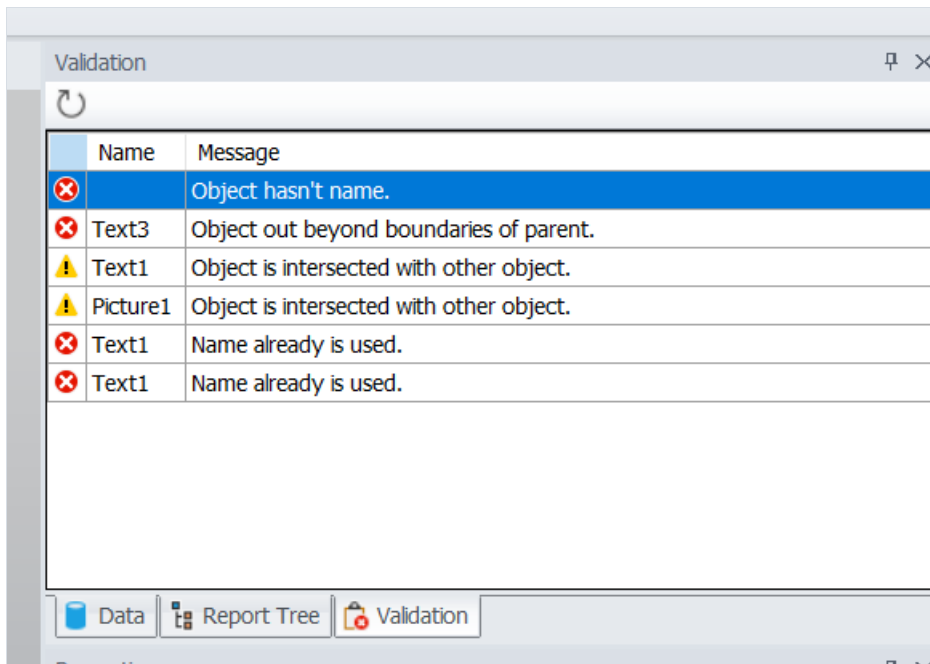 Validation
Name Message
Object hasn't name.
Text3 Object out beyond boundaries of parent.
Text1 Object is intersected with other object.
Picture1 Object is intersected with other object.
Text1 Name already is used.
Text1 Name already is used.
Data Report Tree Validation